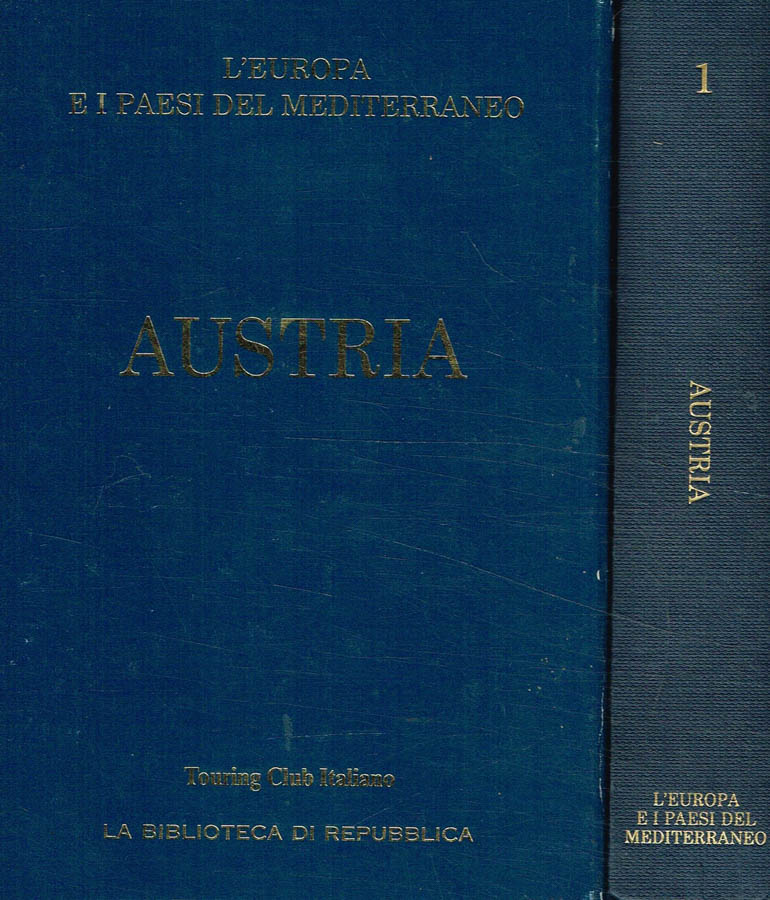 L'EUROPA
E I PAESI DEL MEDITERRANEO
AUSTRIA
Touring Club Italiano
LA BIBLIOTECA DI REPUBBLICA
1
AUSTRIA
L'EUROPA
E I PAESI DEL
MEDITERRANEO